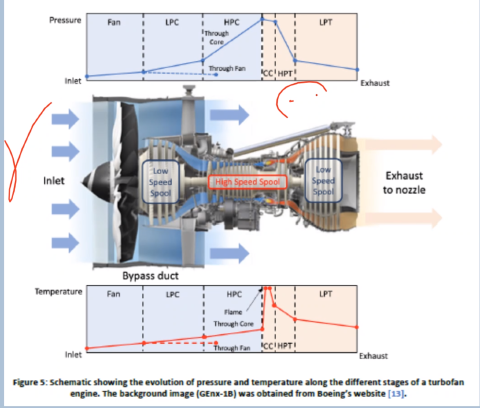 Pressure
Fan LPC HPC LPT
Through
Core
Through Fan
CC HPT
Inlet
Exhaust
Inlet
Low
Speed
Spool
High Speed Spool
Low
Speed
Spool
Exhaust
to nozzle
Bypass duct
Temperature
Fan LPC HPC LPT
Flame
Through Core
Through Fan
CC HPT
Inlet
Exhaust
Figure 5: Schematic showing the evolution of pressure and temperature along the different stages of a turbofan
engine. The background image (GEnx-1B) was obtained from Boeing's website [13].